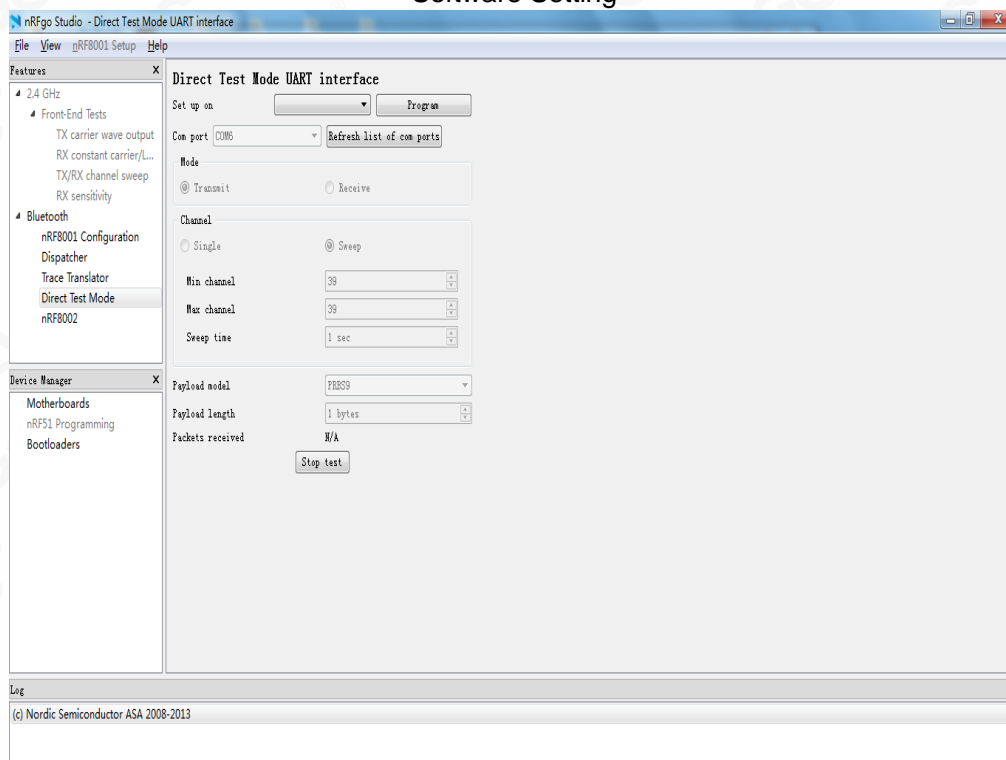 Software Setting
nRFgo Studio - Direct Test Mode UART interface
File View nRF8001 Setup Help
Features X
2.4 GHz
Front-End Tests
TX carrier wave output
RX constant carrier/L...
TX/RX channel sweep
RX sensitivity
Bluetooth
nRF8001 Configuration
Dispatcher
Trace Translator
Direct Test Mode
nRF8002
Device Manager X
Motherboards
nRF51 Programming
Bootloaders
Direct Test Mode UART interface
Set up on Program
Com port COM6 Refresh list of com ports
Mode
Transmit Receive
Channel
Single Sweep
Min channel 39
Max channel 39
Sweep time 1 sec
Payload model PRBS9
Payload length 1 bytes
Packets received N/A
Stop test
Log
(c) Nordic Semiconductor ASA 2008-2013